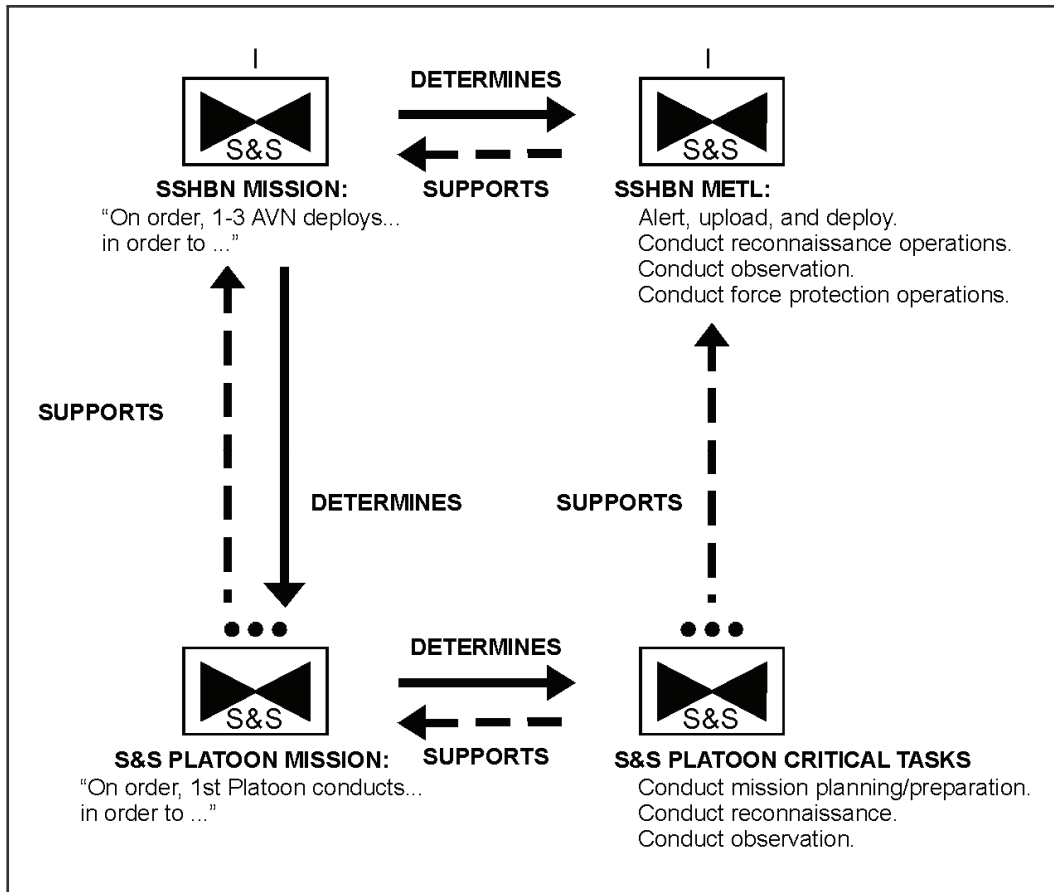 DETERMINES
S&S
S&S
SUPPORTS
SSHBN MISSION:
“On order, 1-3 AVN deploys...
in order to ...”
SSHBN METL:
Alert, upload, and deploy.
Conduct reconnaissance operations.
Conduct observation.
Conduct force protection operations.
SUPPORTS
DETERMINES
SUPPORTS
DETERMINES
S&S
S&S
SUPPORTS
S&S PLATOON MISSION:
“On order, 1st Platoon conducts...
in order to ...”
S&S PLATOON CRITICAL TASKS
Conduct mission planning/preparation.
Conduct reconnaissance.
Conduct observation.